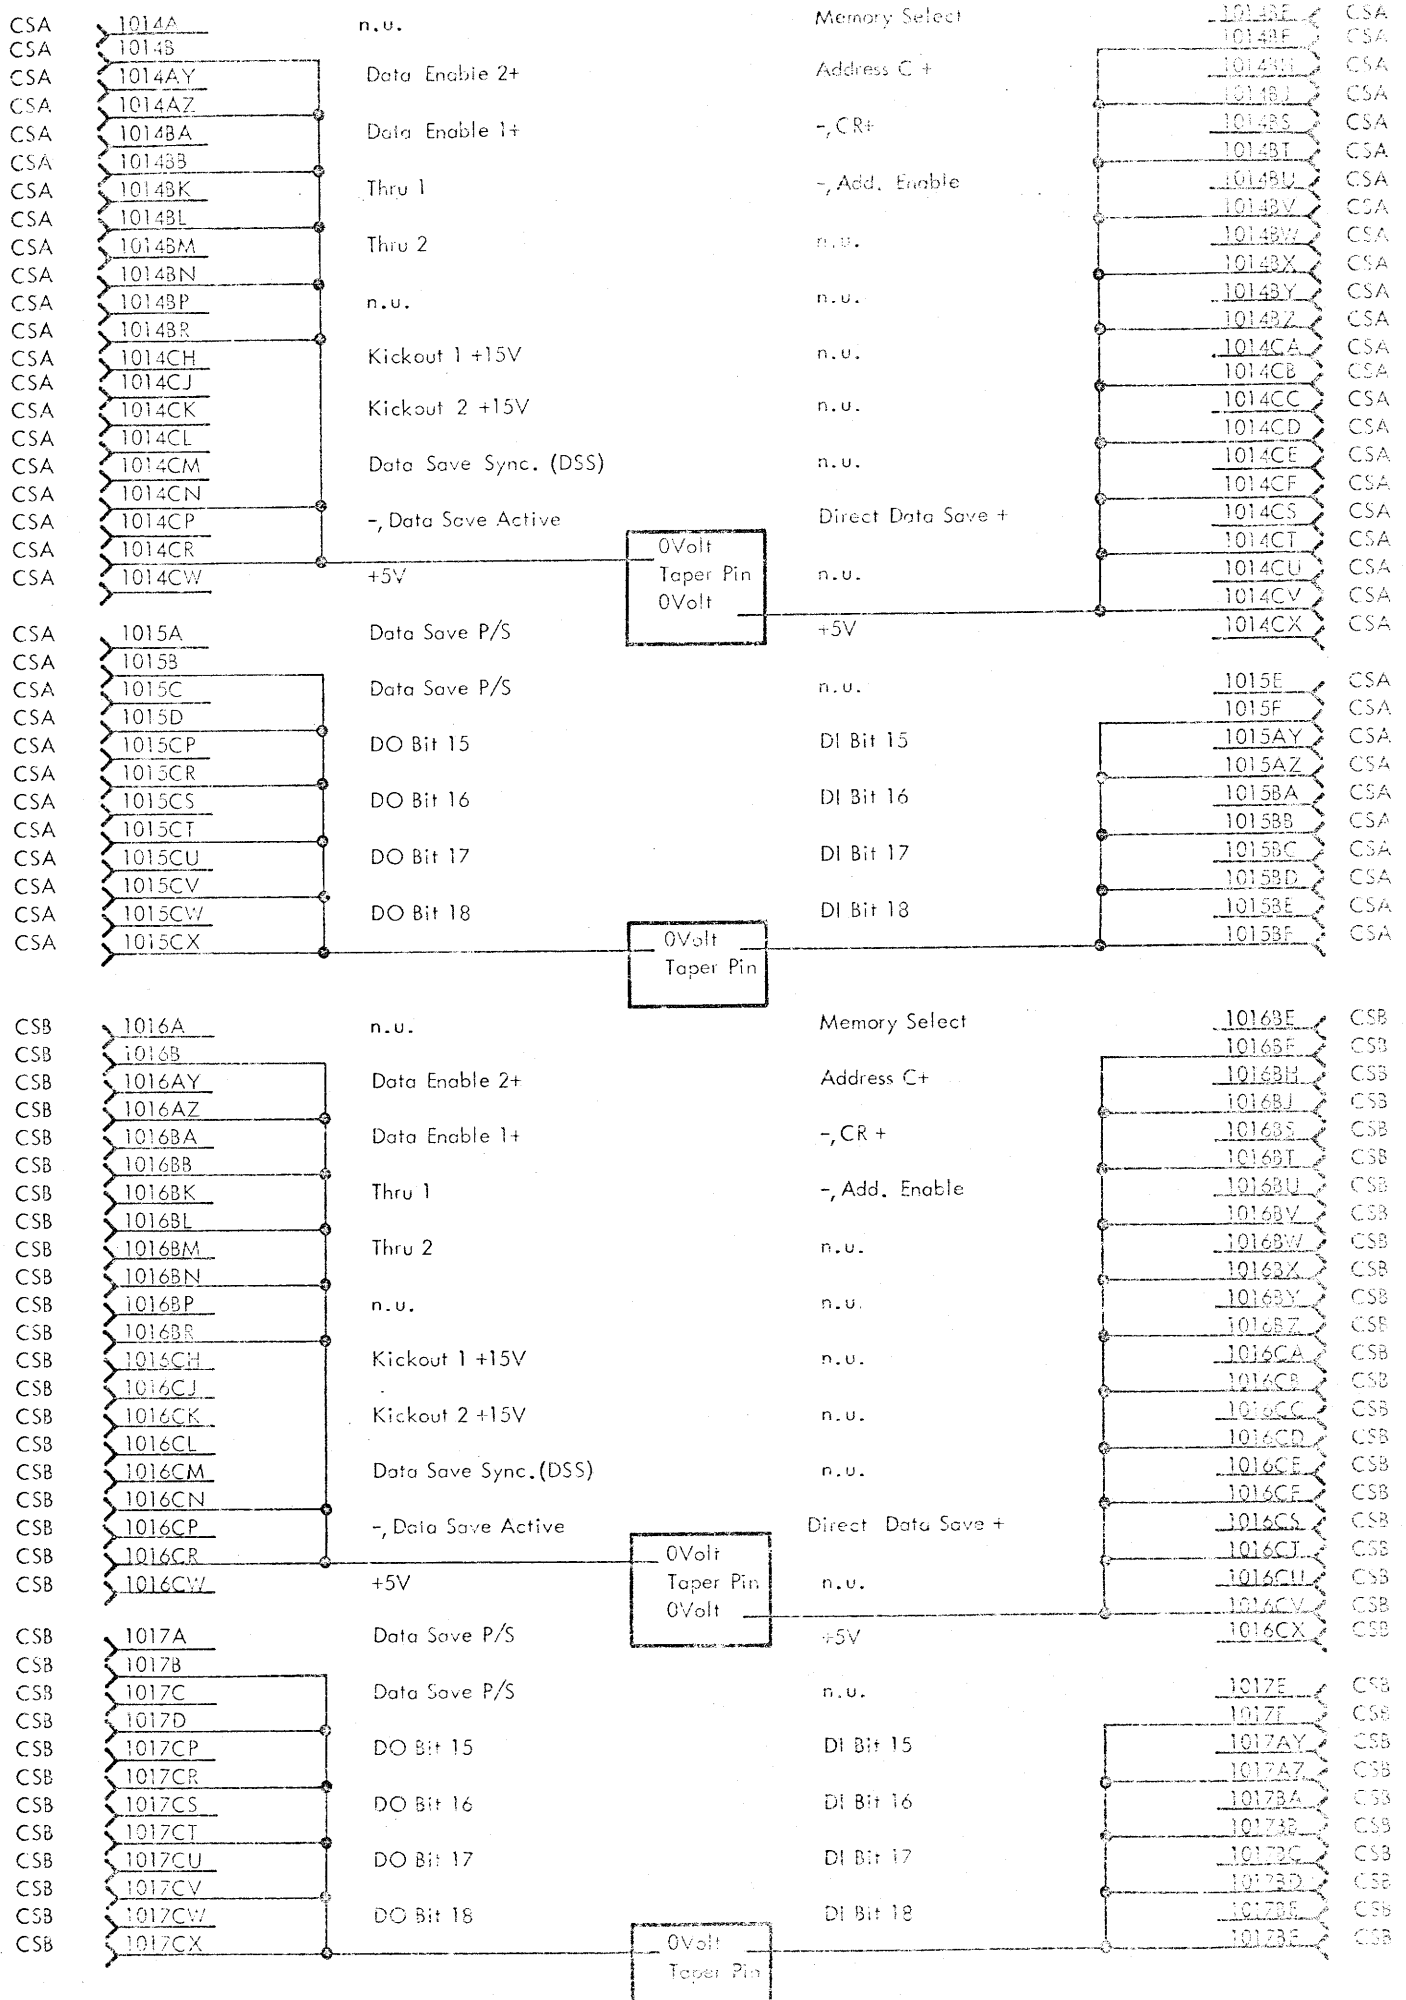 CSA 1014A n.u. Memory Select 1014BE CSA
CSA 1014B 1014BF CSA
CSA 1014AY Data Enable 2+ Address C + 1014BH CSA
CSA 1014AZ 1014BJ CSA
CSA 1014BA Data Enable 1+ -, CR+ 1014BS CSA
CSA 1014BB 1014BT CSA
CSA 1014BK Thru 1 -, Add. Enable 1014BU CSA
CSA 1014BL 1014BV CSA
CSA 1014BM Thru 2 n.u. 1014BW CSA
CSA 1014BN 1014BX CSA
CSA 1014BP n.u. n.u. 1014BY CSA
CSA 1014BR 1014BZ CSA
CSA 1014CH Kickout 1 +15V n.u. 1014CA CSA
CSA 1014CJ 1014CB CSA
CSA 1014CK Kickout 2 +15V n.u. 1014CC CSA
CSA 1014CL 1014CD CSA
CSA 1014CM Data Save Sync. (DSS) n.u. 1014CE CSA
CSA 1014CN 1014CF CSA
CSA 1014CP -, Data Save Active Direct Data Save + 1014CS CSA
CSA 1014CR 0Volt 1014CT CSA
CSA 1014CW +5V Taper Pin n.u. 1014CU CSA
0Volt 1014CV CSA
CSA 1015A Data Save P/S +5V 1014CX CSA
CSA 1015B
CSA 1015C Data Save P/S n.u. 1015E CSA
CSA 1015D 1015F CSA
CSA 1015CP DO Bit 15 DI Bit 15 1015AY CSA
CSA 1015CR 1015AZ CSA
CSA 1015CS DO Bit 16 DI Bit 16 1015BA CSA
CSA 1015CT 1015BB CSA
CSA 1015CU DO Bit 17 DI Bit 17 1015BC CSA
CSA 1015CV 1015BD CSA
CSA 1015CW DO Bit 18 DI Bit 18 1015BE CSA
CSA 1015CX 0Volt 1015BF CSA
Taper Pin
CSB 1016A n.u. Memory Select 1016BE CSB
CSB 1016B 1016BF CSB
CSB 1016AY Data Enable 2+ Address C+ 1016BH CSB
CSB 1016AZ 1016BJ CSB
CSB 1016BA Data Enable 1+ -, CR + 1016BS CSB
CSB 1016BB 1016BT CSB
CSB 1016BK Thru 1 -, Add. Enable 1016BU CSB
CSB 1016BL 1016BV CSB
CSB 1016BM Thru 2 n.u. 1016BW CSB
CSB 1016BN 1016BX CSB
CSB 1016BP n.u. n.u. 1016BY CSB
CSB 1016BR 1016BZ CSB
CSB 1016CH Kickout 1 +15V n.u. 1016CA CSB
CSB 1016CJ 1016CB CSB
CSB 1016CK Kickout 2 +15V n.u. 1016CC CSB
CSB 1016CL 1016CD CSB
CSB 1016CM Data Save Sync. (DSS) n.u. 1016CE CSB
CSB 1016CN 1016CF CSB
CSB 1016CP -, Data Save Active Direct Data Save + 1016CS CSB
CSB 1016CR 0Volt 1016CT CSB
CSB 1016CW +5V Taper Pin n.u. 1016CU CSB
0Volt 1016CV CSB
CSB 1017A Data Save P/S +5V 1016CX CSB
CSB 1017B
CSB 1017C Data Save P/S n.u. 1017E CSB
CSB 1017D 1017F CSB
CSB 1017CP DO Bit 15 DI Bit 15 1017AY CSB
CSB 1017CR 1017AZ CSB
CSB 1017CS DO Bit 16 DI Bit 16 1017BA CSB
CSB 1017CT 1017BB CSB
CSB 1017CU DO Bit 17 DI Bit 17 1017BC CSB
CSB 1017CV 1017BD CSB
CSB 1017CW DO Bit 18 DI Bit 18 1017BE CSB
CSB 1017CX 0Volt 1017BF CSB
Taper Pin